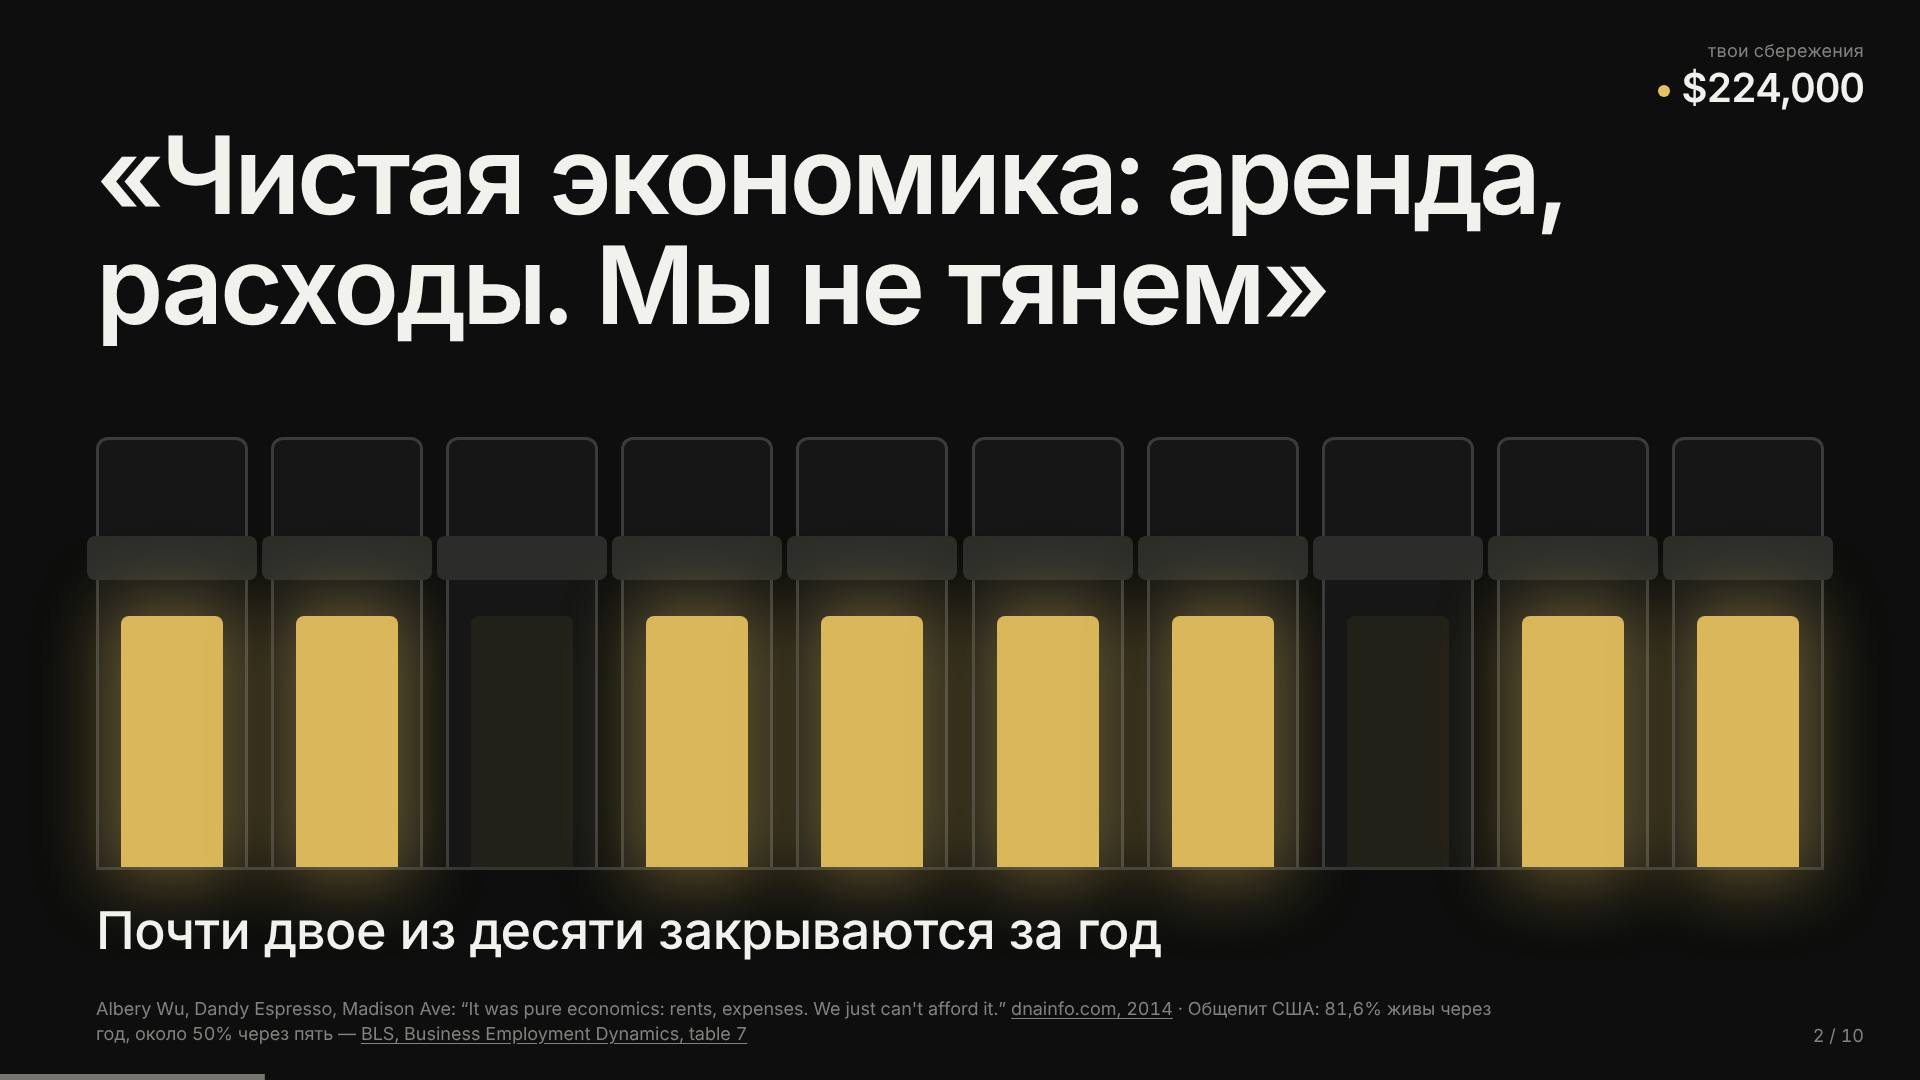 твои сбережения
$224,000
«Чистая экономика: аренда,
расходы. Мы не тянем»
Почти двое из десяти закрываются за год
Albery Wu, Dandy Espresso, Madison Ave: “It was pure economics: rents, expenses. We just can't afford it.” dnainfo.com, 2014 · Общепит США: 81,6% живы через
год, около 50% через пять — BLS, Business Employment Dynamics, table 7
2 / 10